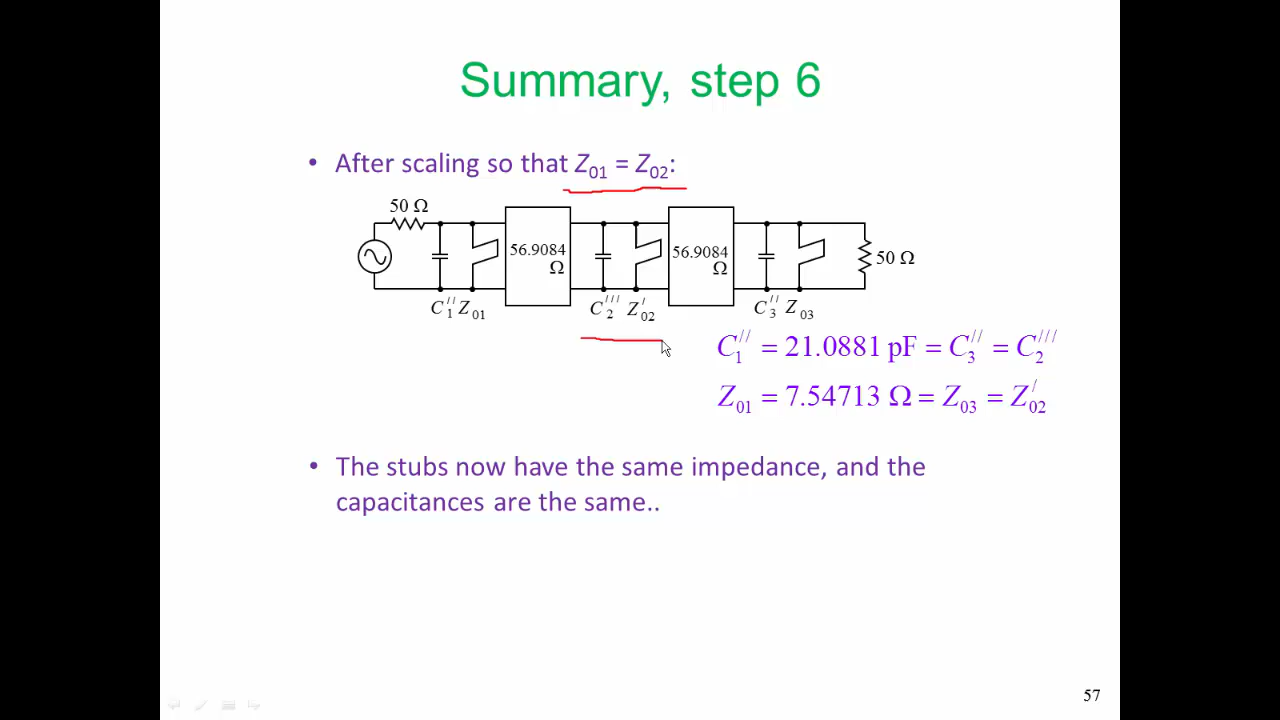 Summary, step 6
• After scaling so that Z01 = Z02:
50 Ω
56.9084 Ω
56.9084 Ω
50 Ω
C1// Z01
C2/// Z02/
C3// Z03
C1// = 21.0881 pF = C3// = C2///
Z01 = 7.54713 Ω = Z03 = Z02/
• The stubs now have the same impedance, and the
capacitances are the same..
57